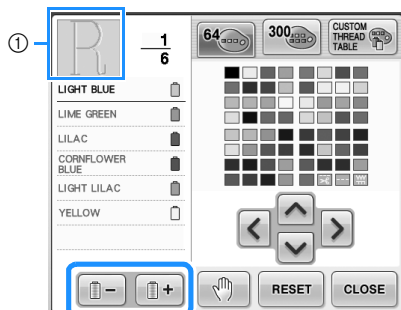 ①
R
1
6
64
300
CUSTOM
THREAD
TABLE
LIGHT BLUE
LIME GREEN
LILAC
CORNFLOWER
BLUE
LIGHT LILAC
YELLOW
−
+
RESET
CLOSE